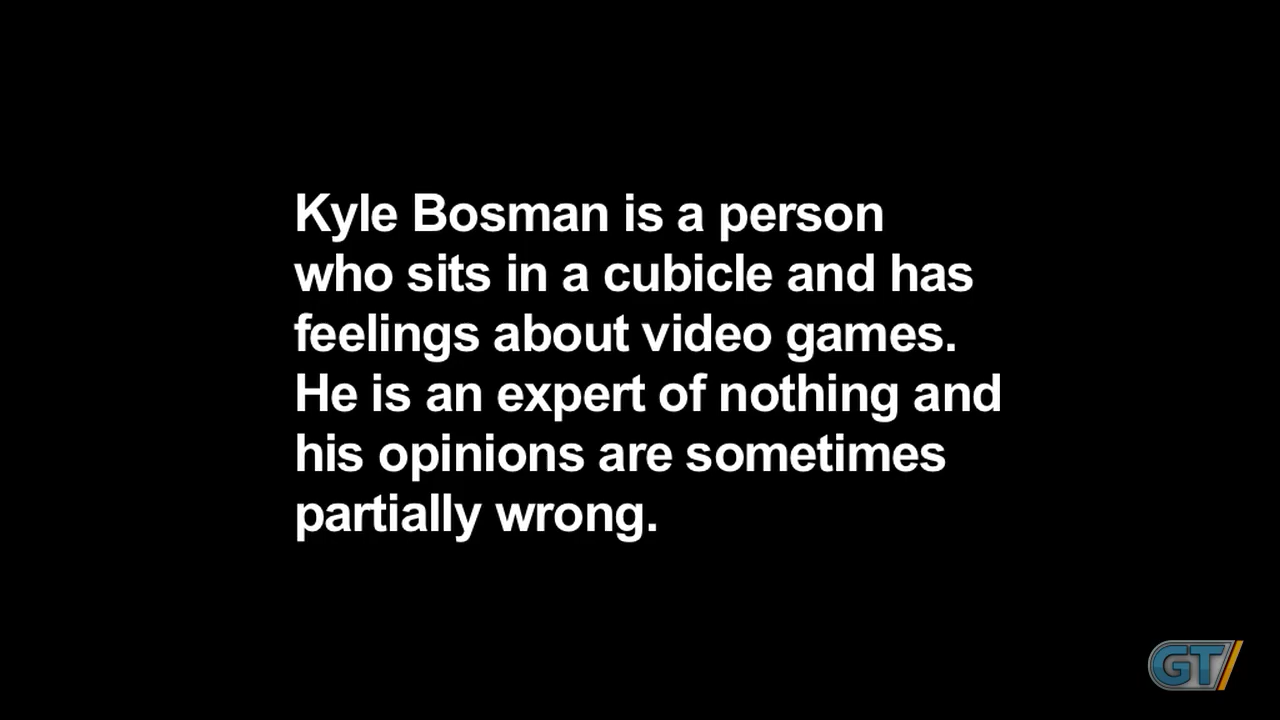 Kyle Bosman is a person
who sits in a cubicle and has
feelings about video games.
He is an expert of nothing and
his opinions are sometimes
partially wrong.
GT